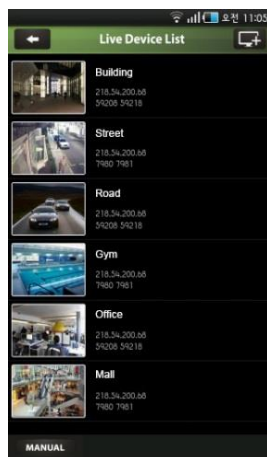 오전 11:05
Live Device List
Building
218.54.200.68
59208 59218
Street
218.54.200.68
7980 7981
Road
218.54.200.68
59208 59218
Gym
218.54.200.68
7980 7981
Office
218.54.200.68
59208 59218
Mall
218.54.200.68
7980 7981
MANUAL